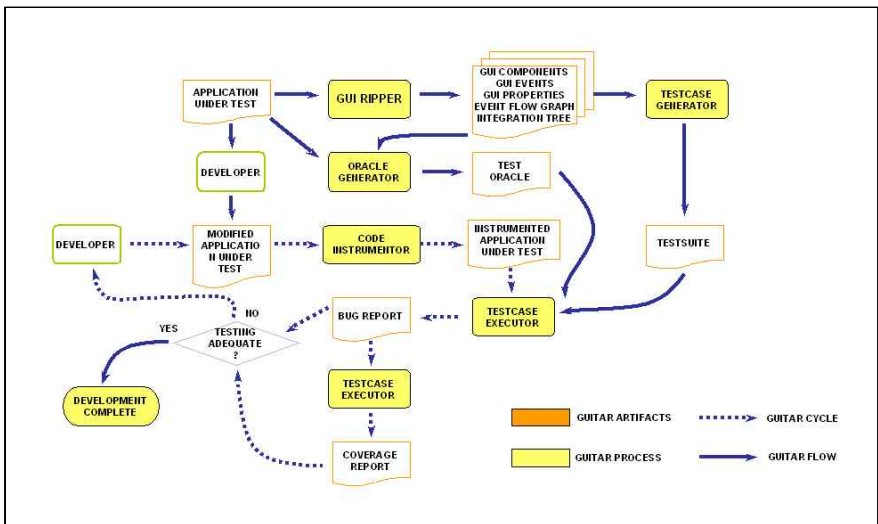 APPLICATION
UNDER TEST
GUI RIPPER
GUI COMPONENTS
GUI EVENTS
GUI PROPERTIES
EVENT FLOW GRAPH
INTEGRATION TREE
TESTCASE
GENERATOR
DEVELOPER
ORACLE
GENERATOR
TEST
ORACLE
DEVELOPER
MODIFIED
APPLICATIO
N UNDER
TEST
CODE
INSTRUMENTOR
INSTRUMENTED
APPLICATION
UNDER TEST
TESTSUITE
YES
NO
TESTING
ADEQUATE
?
BUG REPORT
TESTCASE
EXECUTOR
DEVELOPMENT
COMPLETE
TESTCASE
EXECUTOR
COVERAGE
REPORT
GUITAR ARTIFACTS
GUITAR CYCLE
GUITAR PROCESS
GUITAR FLOW